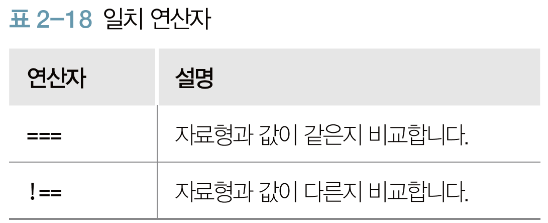 표 2-18 일치 연산자
연산자 설명
=== 자료형과 값이 같은지 비교합니다.
!== 자료형과 값이 다른지 비교합니다.